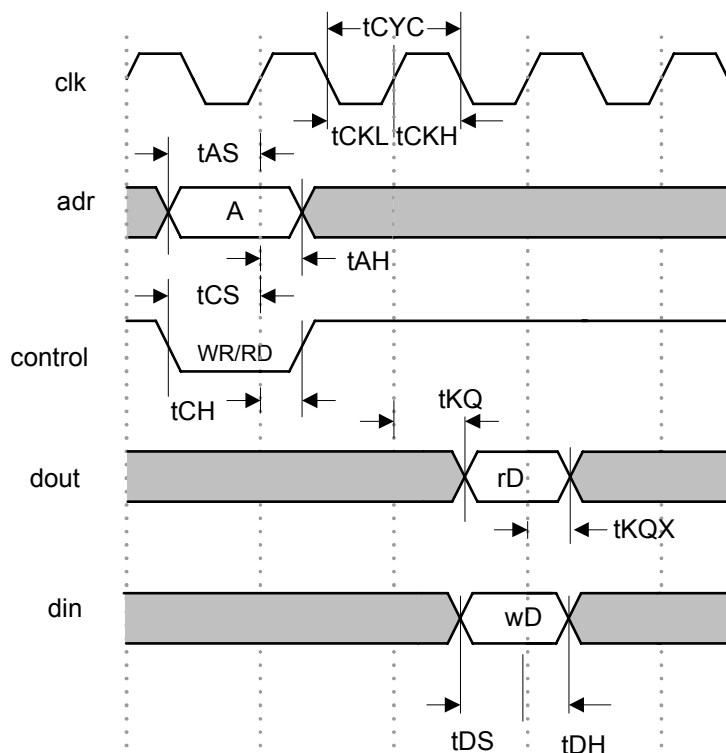 tCYC
clk
tCKL tCKH
tAS
adr
A
tAH
tCS
control
WR/RD
tCH
tKQ
dout
rD
tKQX
din
wD
tDS
tDH